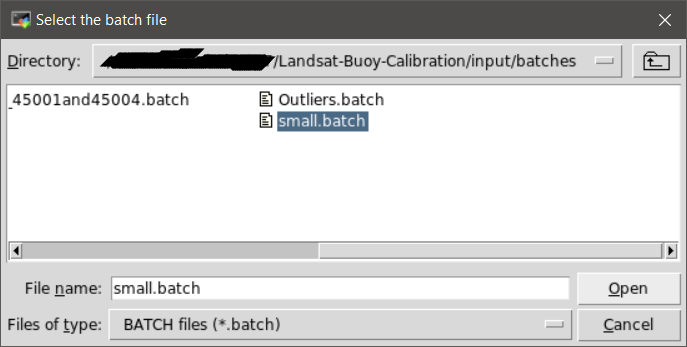 Select the batch file
Directory: /Landsat-Buoy-Calibration/input/batches
_45001and45004.batch
Outliers.batch
small.batch
File name: small.batch Open
Files of type: BATCH files (*.batch) Cancel